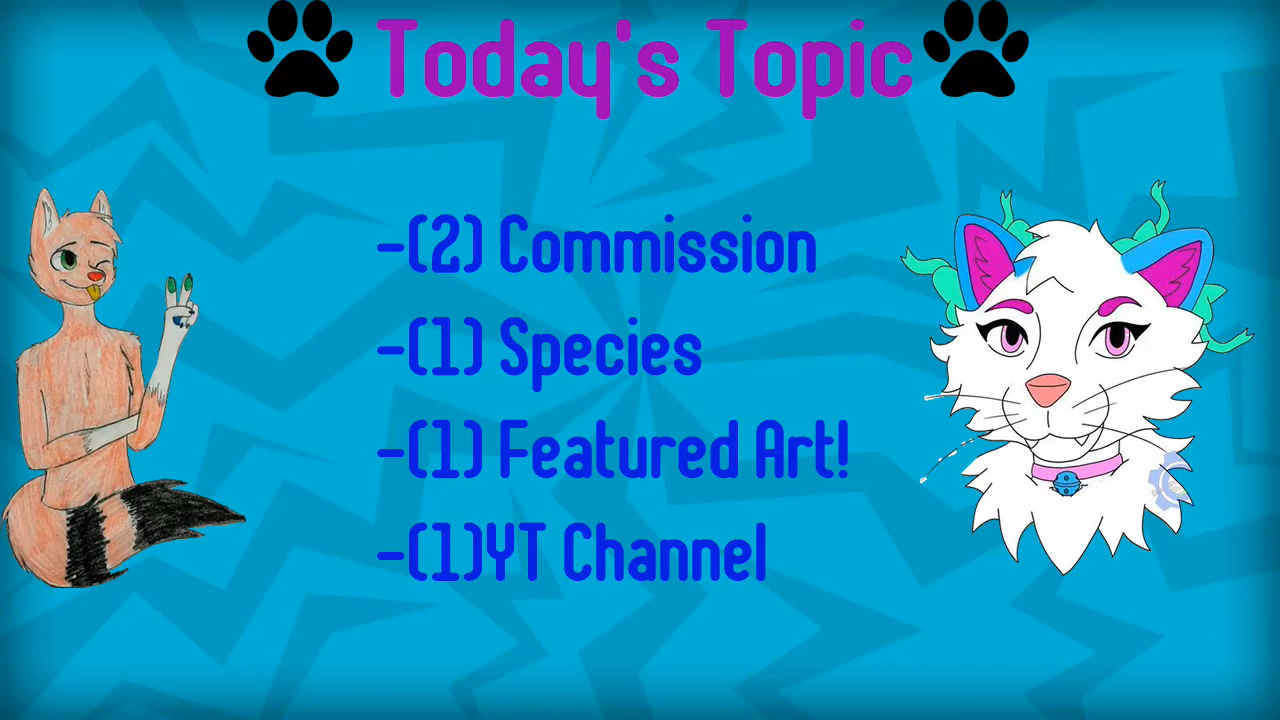 Today's Topic
-(2) Commission
-(1) Species
-(1) Featured Art!
-(1)YT Channel